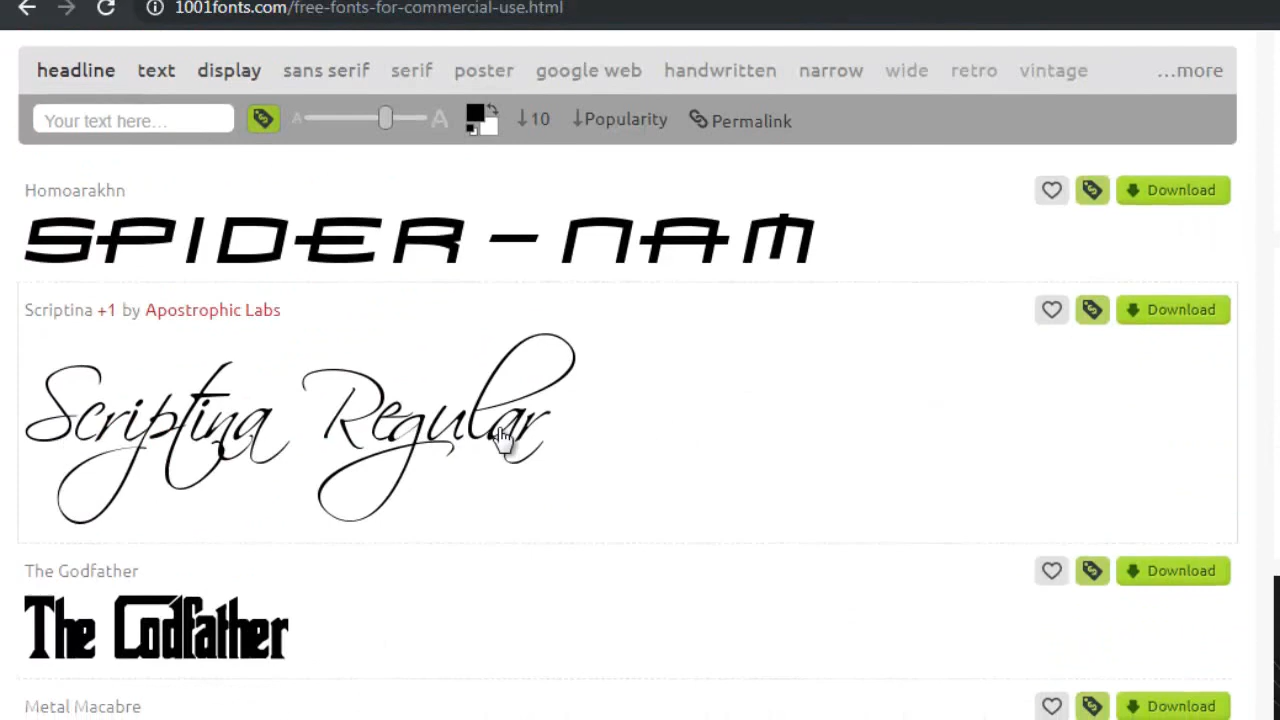 1001fonts.com/free-fonts-for-commercial-use.html
headline text display sans serif serif poster google web handwritten narrow wide retro vintage ...more
Your text here... A A ↓10 ↓Popularity Permalink
Homoarakhn Download
SPIDER-NAM
Scriptina +1 by Apostrophic Labs Download
Scriptina Regular
The Godfather Download
The Godfather
Metal Macabre Download